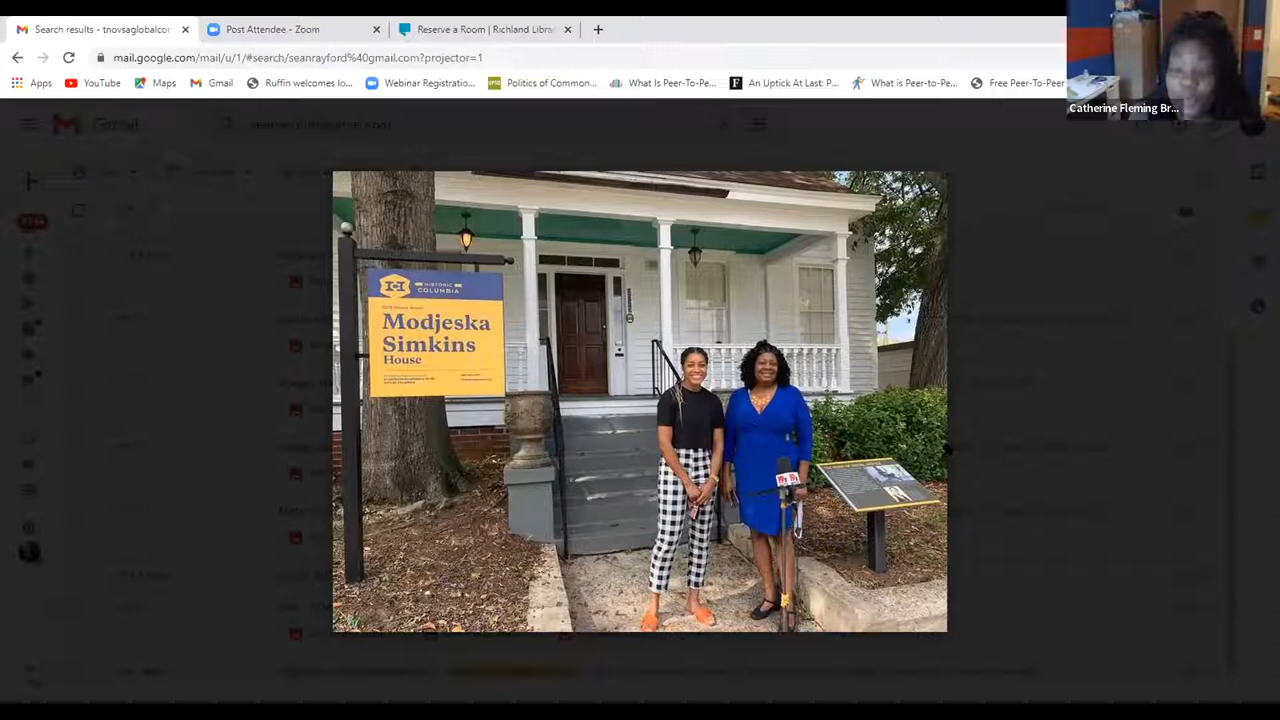 Search results - tnovsaglobalcor
Post Attendee - Zoom
Reserve a Room | Richland Libra
mail.google.com/mail/u/1/#search/seanrayford%40gmail.com?projector=1
Apps
YouTube
Maps
Gmail
Ruffin welcomes lo...
Webinar Registratio...
Politics of Common...
What Is Peer-To-Pe...
An Uptick At Last: P...
What is Peer-to-Pe...
Free Peer-To-Peer
Catherine Fleming Br...
Gmail
HISTORIC
COLUMBIA
Modjeska
Simkins
House